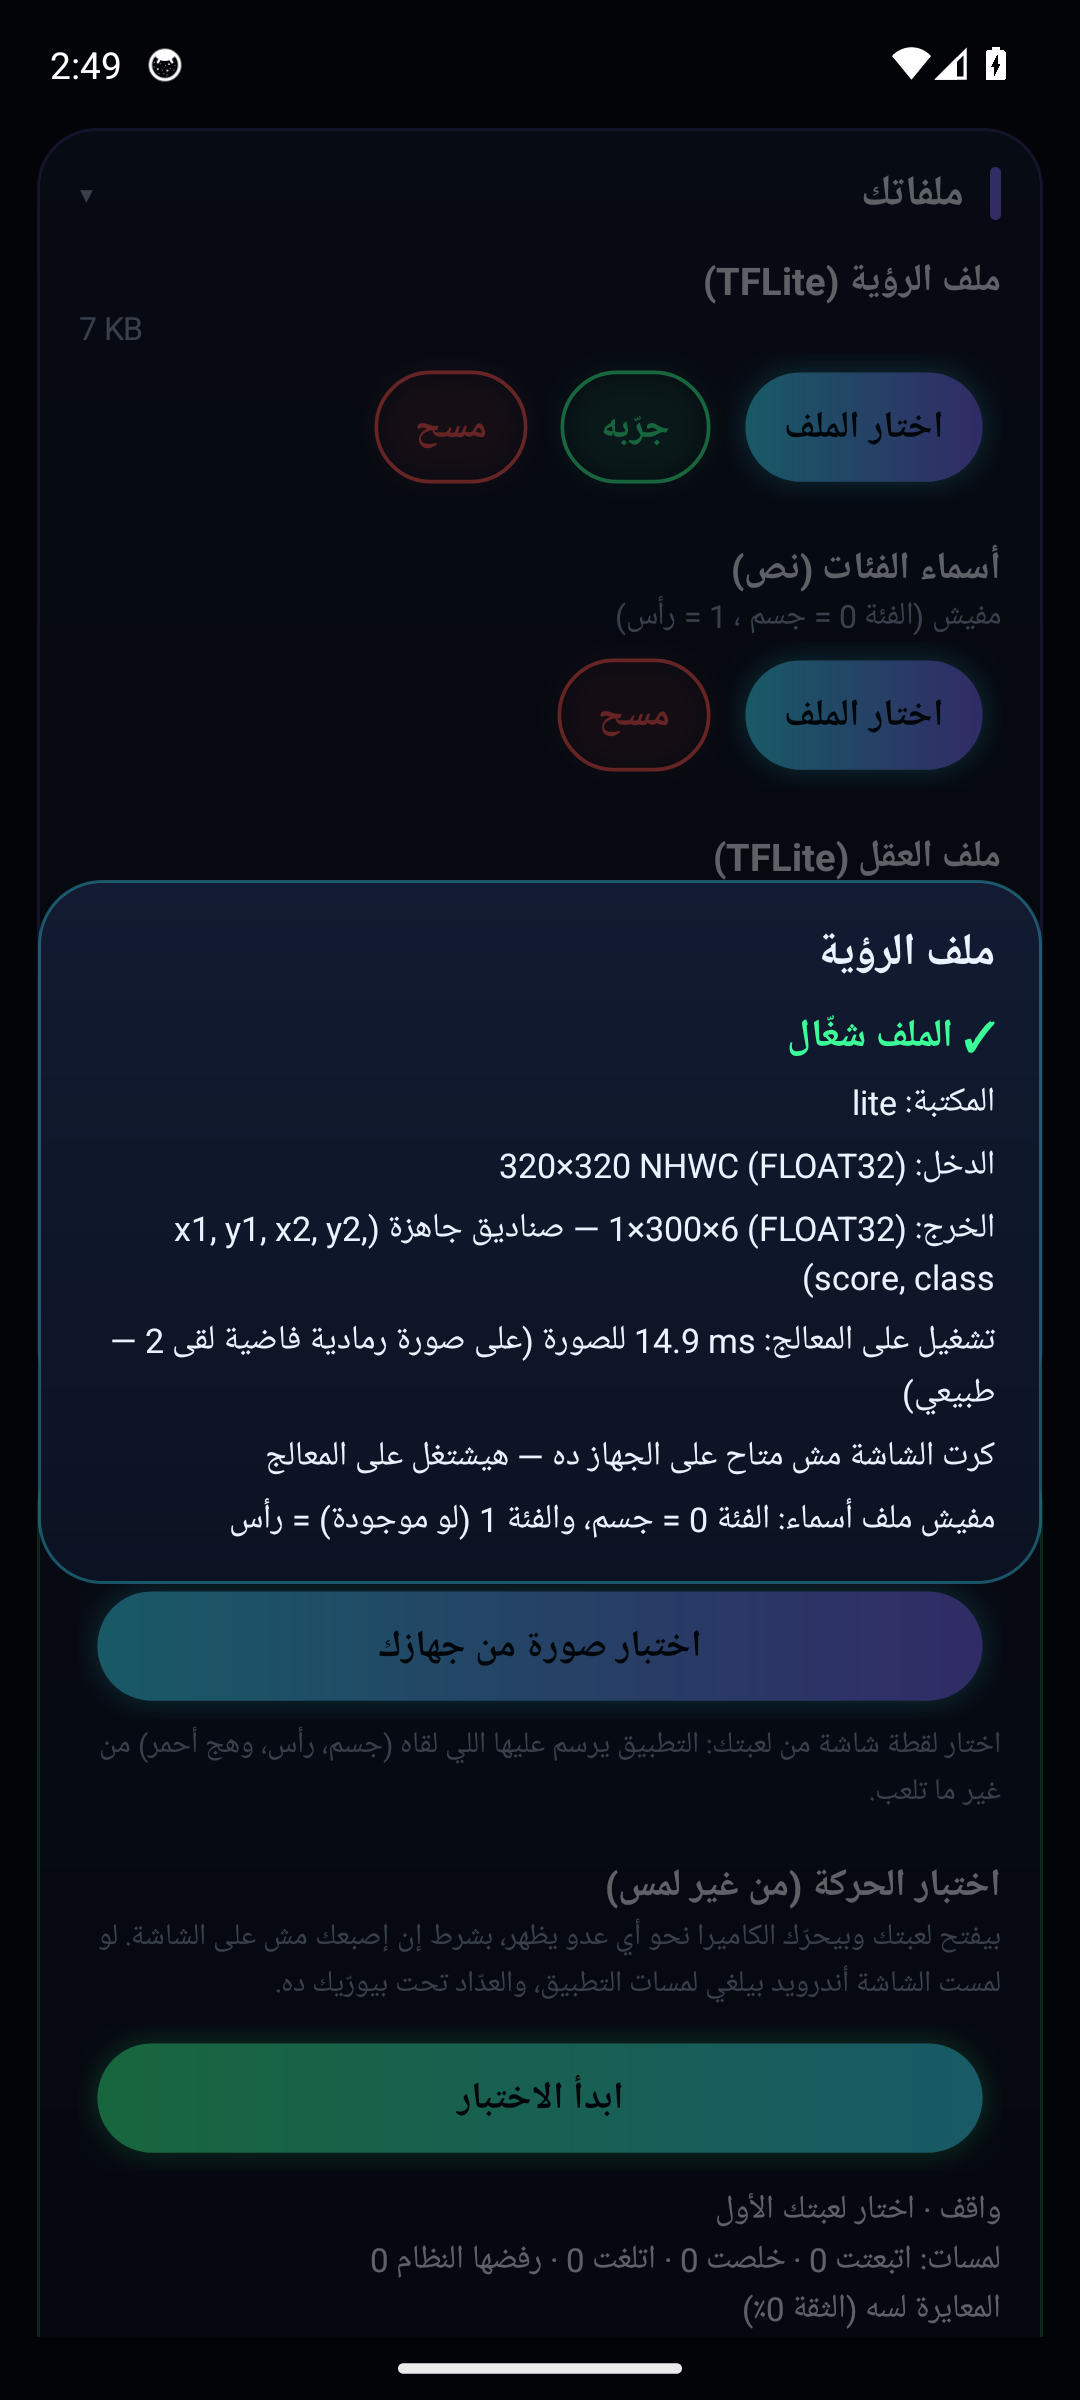 2:49
ملفاتك
ملف الرؤية (TFLite)
7 KB
اختار الملف
جرّبه
مسح
أسماء الفئات (نص)
مفيش (الفئة 0 = جسم ، 1 = رأس)
اختار الملف
مسح
ملف العقل (TFLite)
ملف الرؤية
✓ الملف شغّال
المكتبة: lite
الدخل: 320×320 NHWC (FLOAT32)
الخرج: 1×300×6 (FLOAT32) — صناديق جاهزة (x1, y1, x2, y2,
score, class)
تشغيل على المعالج: 14.9 ms للصورة (على صورة رمادية فاضية لقى 2 —
طبيعي)
كرت الشاشة مش متاح على الجهاز ده — هيشتغل على المعالج
مفيش ملف أسماء: الفئة 0 = جسم، والفئة 1 (لو موجودة) = رأس
اختبار صورة من جهازك
اختار لقطة شاشة من لعبتك: التطبيق يرسم عليها اللي لقاه (جسم، رأس، وهج أحمر) من
غير ما تلعب.
اختبار الحركة (من غير لمس)
بيفتح لعبتك وبيحرّك الكاميرا نحو أي عدو يظهر، بشرط إن إصبعك مش على الشاشة. لو
لمست الشاشة أندرويد بيلغي لمسات التطبيق، والعدّاد تحت بيورّيك ده.
ابدأ الاختبار
واقف · اختار لعبتك الأول
لمسات: اتبعتت 0 · خلصت 0 · اتلغت 0 · رفضها النظام 0
المعايرة لسه (الثقة 0٪)